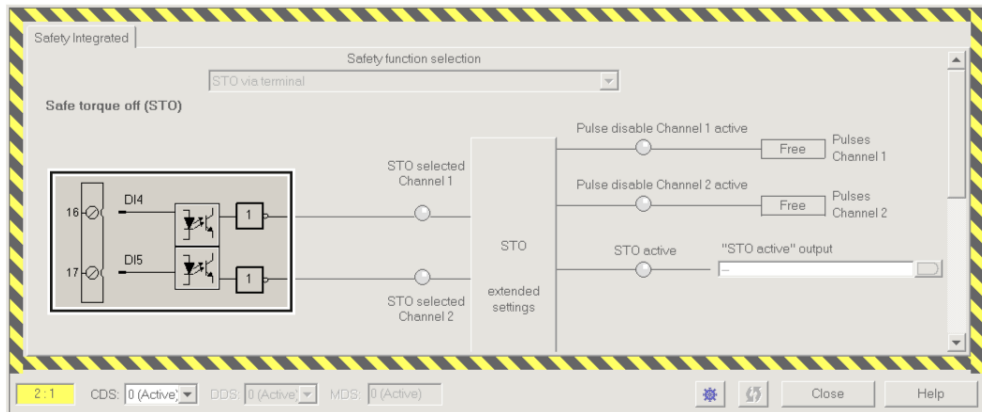 Safety Integrated
Safety function selection
STO via terminal
Safe torque off (STO)
Pulse disable Channel 1 active
Free
Pulses
Channel 1
STO selected
Channel 1
Pulse disable Channel 2 active
Free
Pulses
Channel 2
16
DI4
1
STO
STO active
"STO active" output
...
17
DI5
1
extended
settings
STO selected
Channel 2
2:1
CDS: 0 (Active)
DDS: 0 (Active)
MDS: 0 (Active)
Close
Help